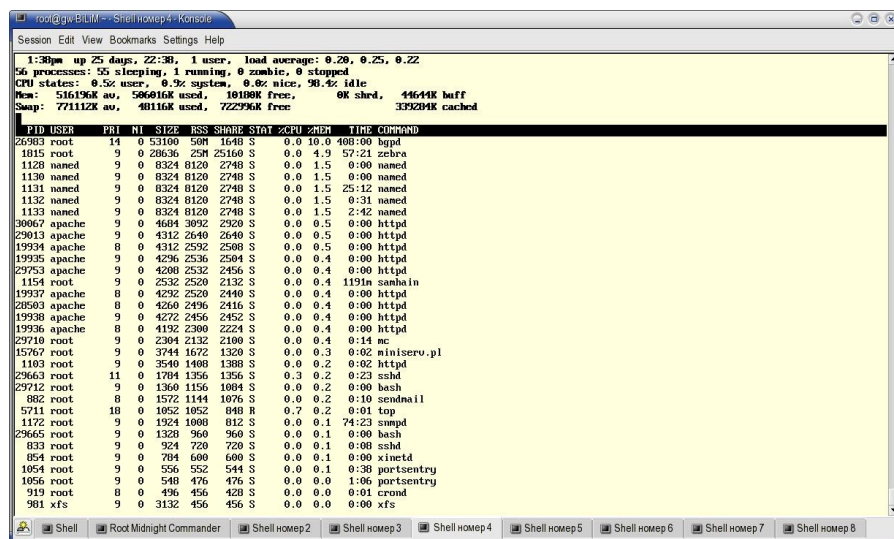 root@gw-BILIM:~ - Shell номер 4 - Konsole
Session Edit View Bookmarks Settings Help
1:38pm up 25 days, 22:38, 1 user, load average: 0.20, 0.25, 0.22
56 processes: 55 sleeping, 1 running, 0 zombie, 0 stopped
CPU states: 0.5% user, 0.9% system, 0.0% nice, 98.4% idle
Mem: 516196K av, 506016K used, 10180K free, 0K shrd, 44644K buff
Swap: 771112K av, 48116K used, 722996K free 339284K cached
PID USER PRI NI SIZE RSS SHARE STAT %CPU %MEM TIME COMMAND
26983 root 14 0 53100 50M 1648 S 0.0 10.0 408:00 bgpd
1815 root 9 0 28636 25M 25160 S 0.0 4.9 57:21 zebra
1128 named 9 0 8324 8120 2748 S 0.0 1.5 0:00 named
1130 named 9 0 8324 8120 2748 S 0.0 1.5 0:00 named
1131 named 9 0 8324 8120 2748 S 0.0 1.5 25:12 named
1132 named 9 0 8324 8120 2748 S 0.0 1.5 0:31 named
1133 named 9 0 8324 8120 2748 S 0.0 1.5 2:42 named
30067 apache 9 0 4684 3092 2920 S 0.0 0.5 0:00 httpd
29013 apache 9 0 4312 2640 2640 S 0.0 0.5 0:00 httpd
19934 apache 8 0 4312 2592 2508 S 0.0 0.5 0:00 httpd
19935 apache 9 0 4296 2536 2504 S 0.0 0.4 0:00 httpd
29753 apache 9 0 4208 2532 2456 S 0.0 0.4 0:00 httpd
1154 root 9 0 2532 2520 2132 S 0.0 0.4 1191m samhain
19937 apache 8 0 4292 2520 2440 S 0.0 0.4 0:00 httpd
28503 apache 8 0 4260 2496 2416 S 0.0 0.4 0:00 httpd
19938 apache 9 0 4272 2456 2452 S 0.0 0.4 0:00 httpd
19936 apache 8 0 4192 2300 2224 S 0.0 0.4 0:00 httpd
29710 root 9 0 2304 2132 2100 S 0.0 0.4 0:14 mc
15767 root 9 0 3744 1672 1320 S 0.0 0.3 0:02 miniserv.pl
1103 root 9 0 3540 1408 1388 S 0.0 0.2 0:02 httpd
29663 root 11 0 1784 1356 1356 S 0.3 0.2 0:23 sshd
29712 root 9 0 1360 1156 1084 S 0.0 0.2 0:00 bash
882 root 8 0 1572 1144 1076 S 0.0 0.2 0:10 sendmail
5711 root 18 0 1052 1052 848 R 0.7 0.2 0:01 top
1172 root 9 0 1924 1008 812 S 0.0 0.1 74:23 snmpd
29665 root 9 0 1328 960 960 S 0.0 0.1 0:00 bash
833 root 9 0 924 720 720 S 0.0 0.1 0:08 sshd
854 root 9 0 784 600 600 S 0.0 0.1 0:00 xinetd
1054 root 9 0 556 552 544 S 0.0 0.1 0:38 portsentry
1056 root 9 0 548 476 476 S 0.0 0.0 1:06 portsentry
919 root 8 0 496 456 428 S 0.0 0.0 0:01 crond
981 xfs 9 0 3132 456 456 S 0.0 0.0 0:00 xfs
Shell Root Midnight Commander Shell номер 2 Shell номер 3 Shell номер 4 Shell номер 5 Shell номер 6 Shell номер 7 Shell номер 8